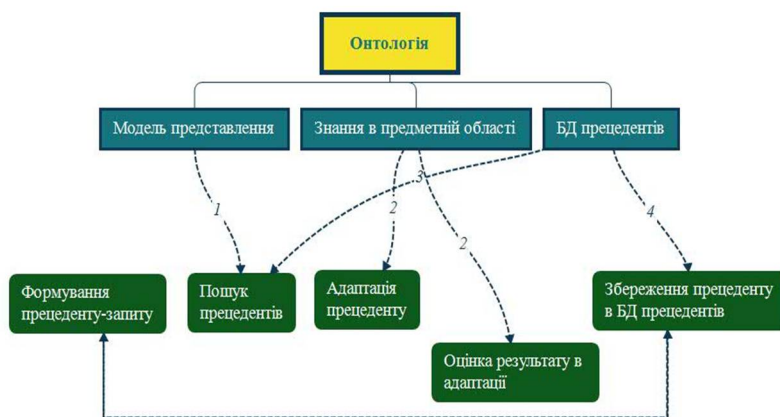 Онтологія
Модель представлення
Знання в предметній області
БД прецедентів
3
1
2
4
2
Формування
прецеденту-запиту
Пошук
прецедентів
Адаптація
прецеденту
Збереження прецеденту
в БД прецедентів
Оцінка результату в
адаптації